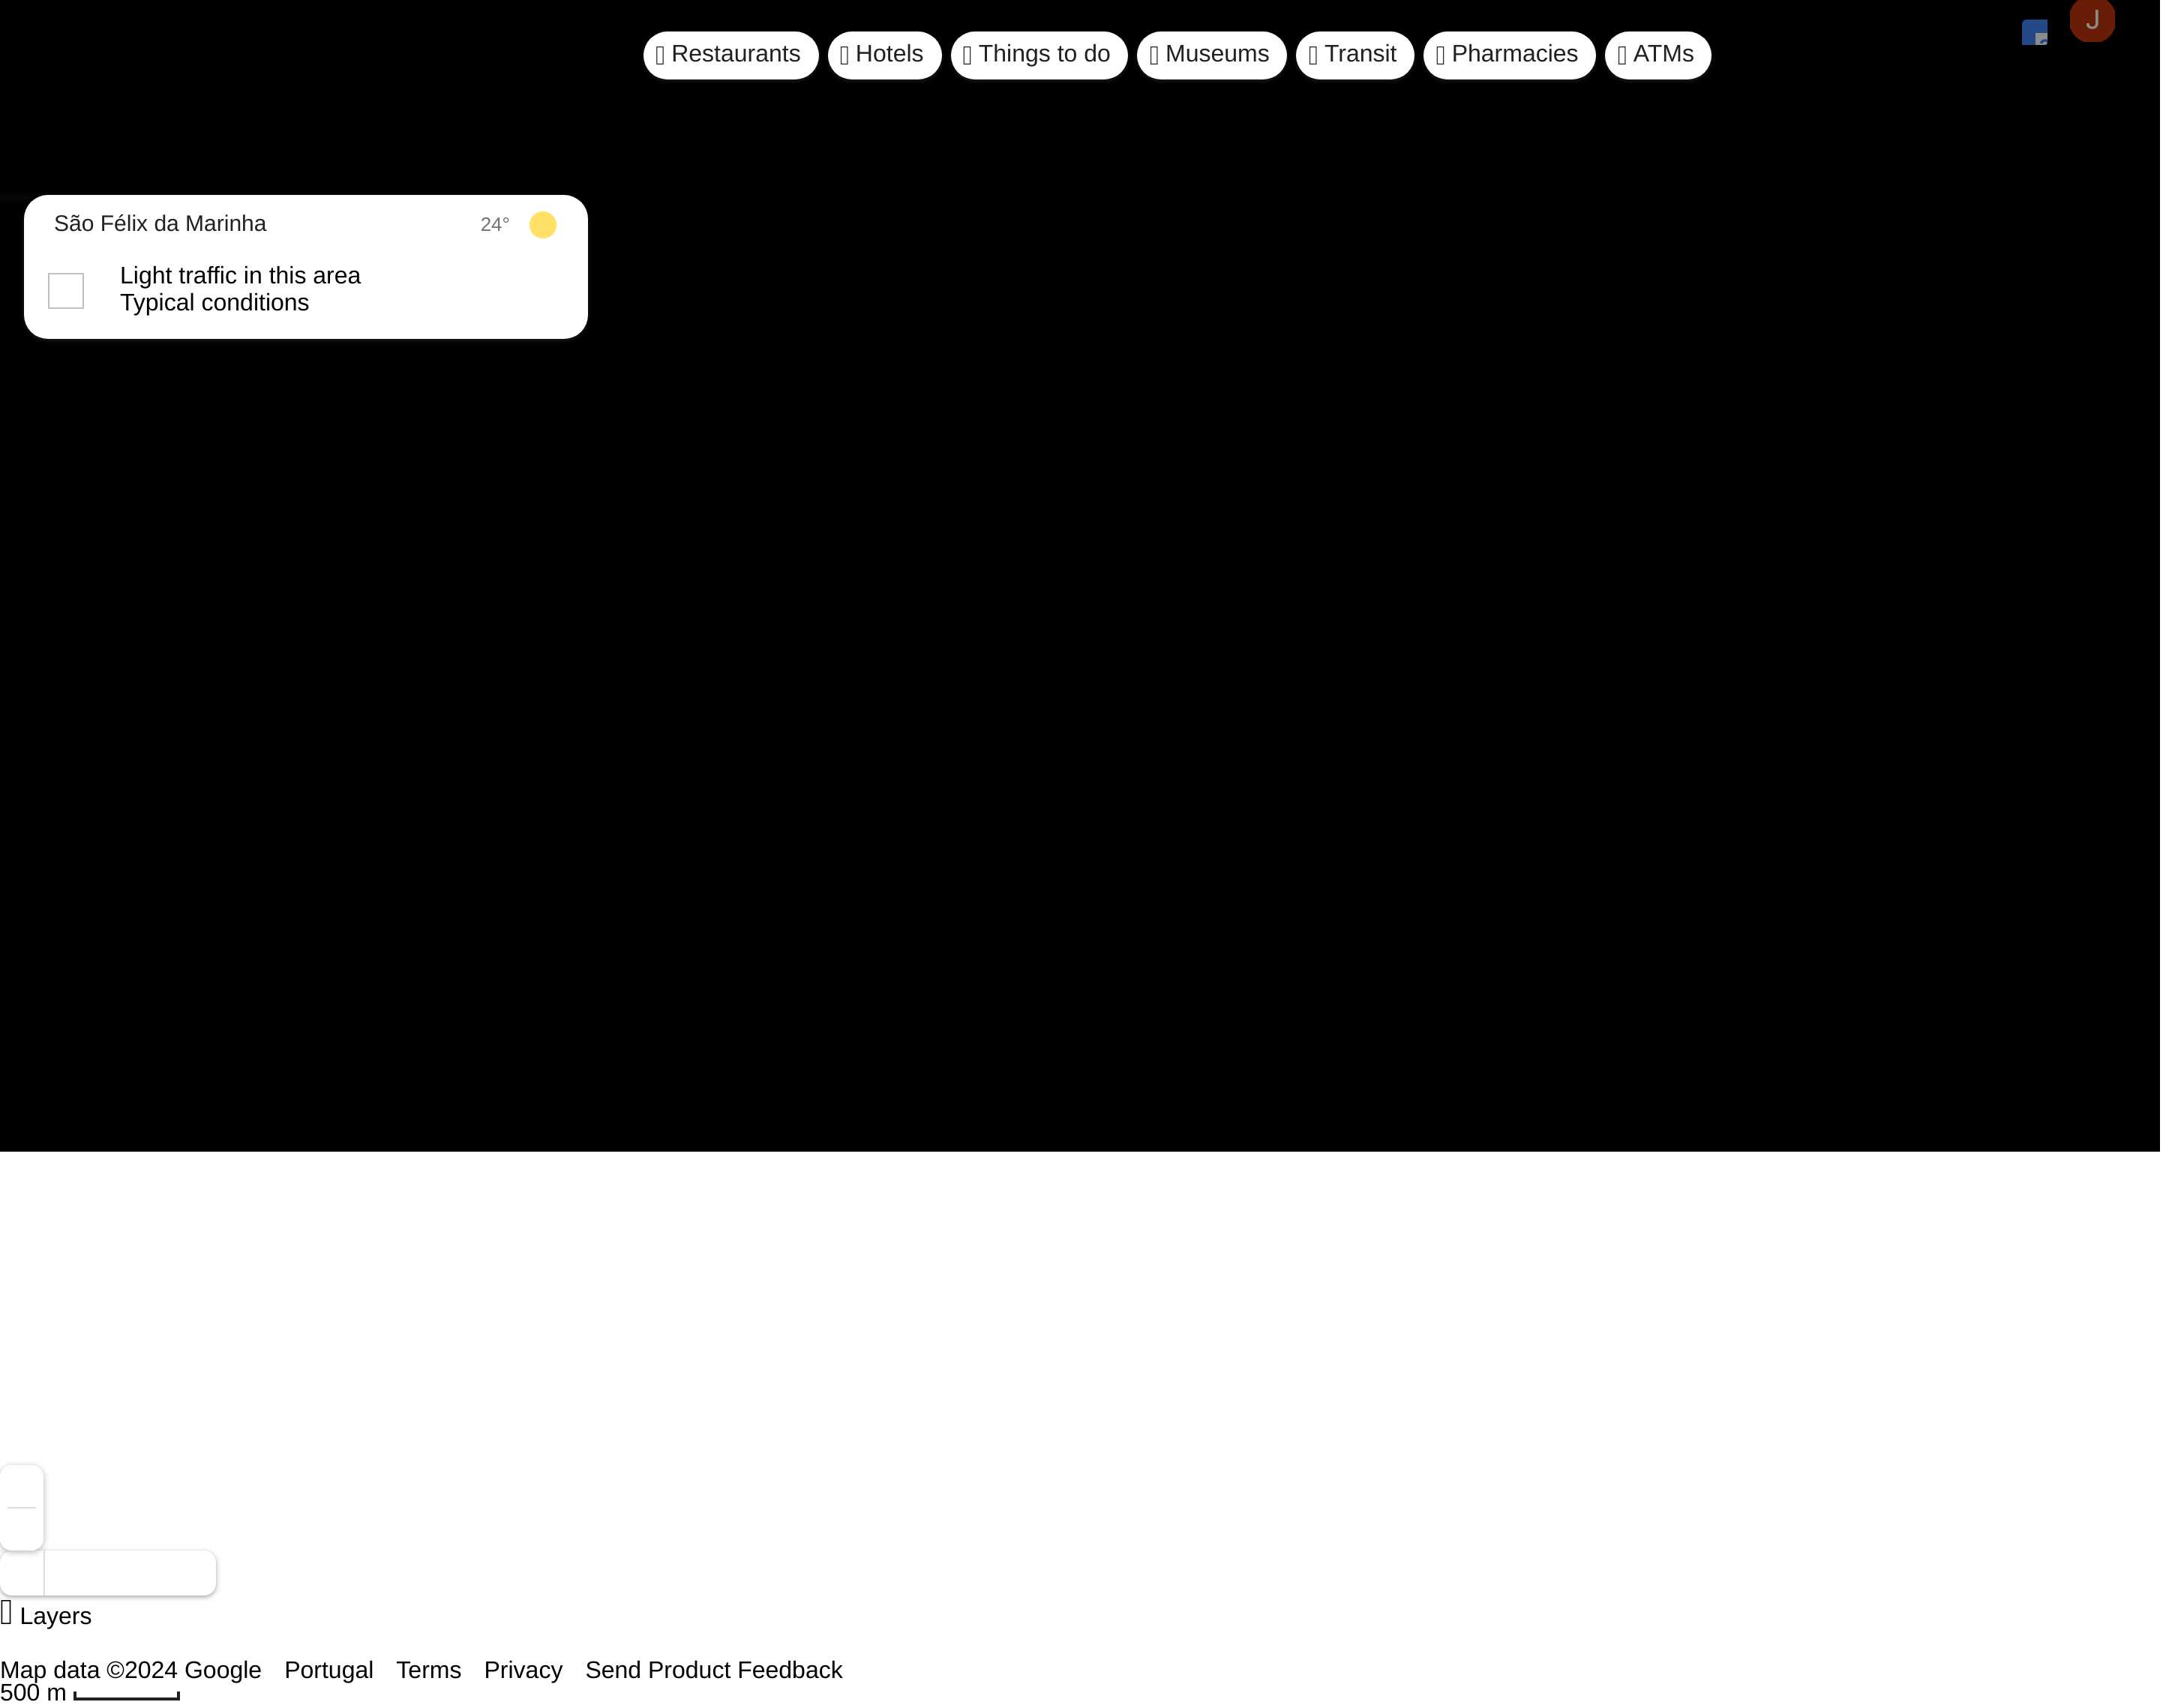 Restaurants Hotels Things to do Museums Transit Pharmacies ATMs
J
São Félix da Marinha 24°
Light traffic in this area
Typical conditions
Layers
Map data ©2024 Google Portugal Terms Privacy Send Product Feedback
500 m